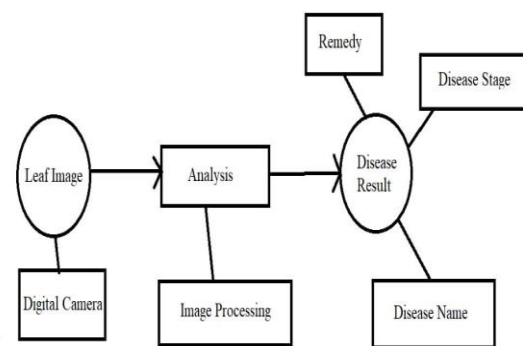 Remedy
Disease Stage
Leaf Image
Analysis
Disease
Result
Digital Camera
Image Processing
Disease Name